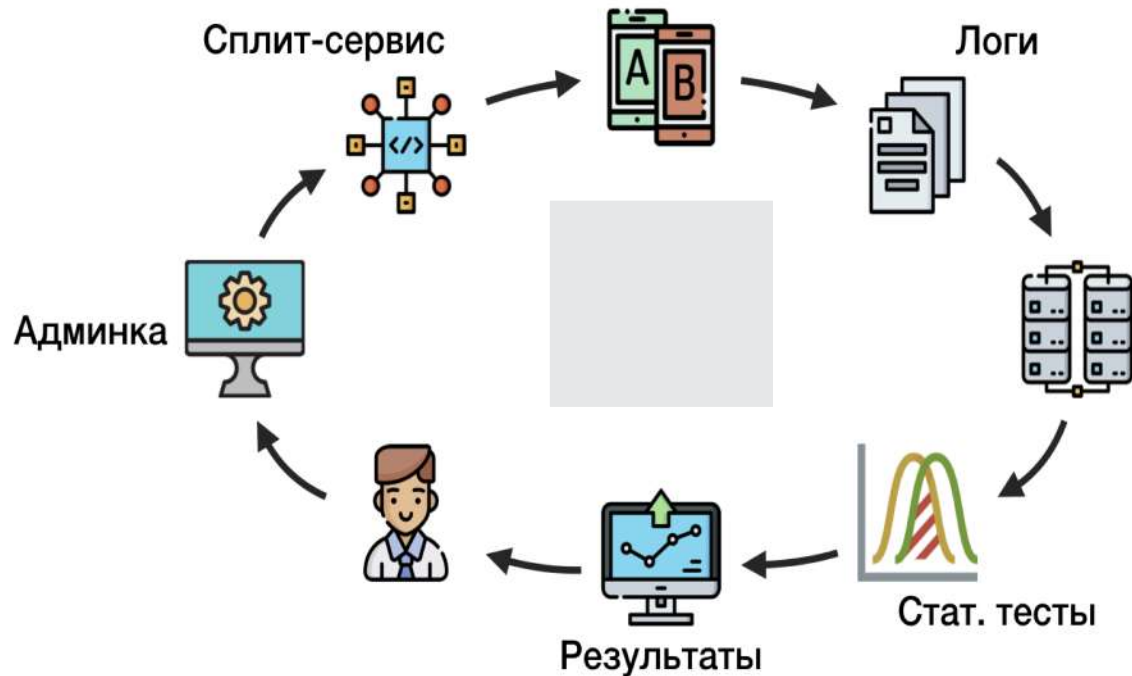 Сплит-сервис
Логи
A
B
</>
Админка
Стат. тесты
Результаты